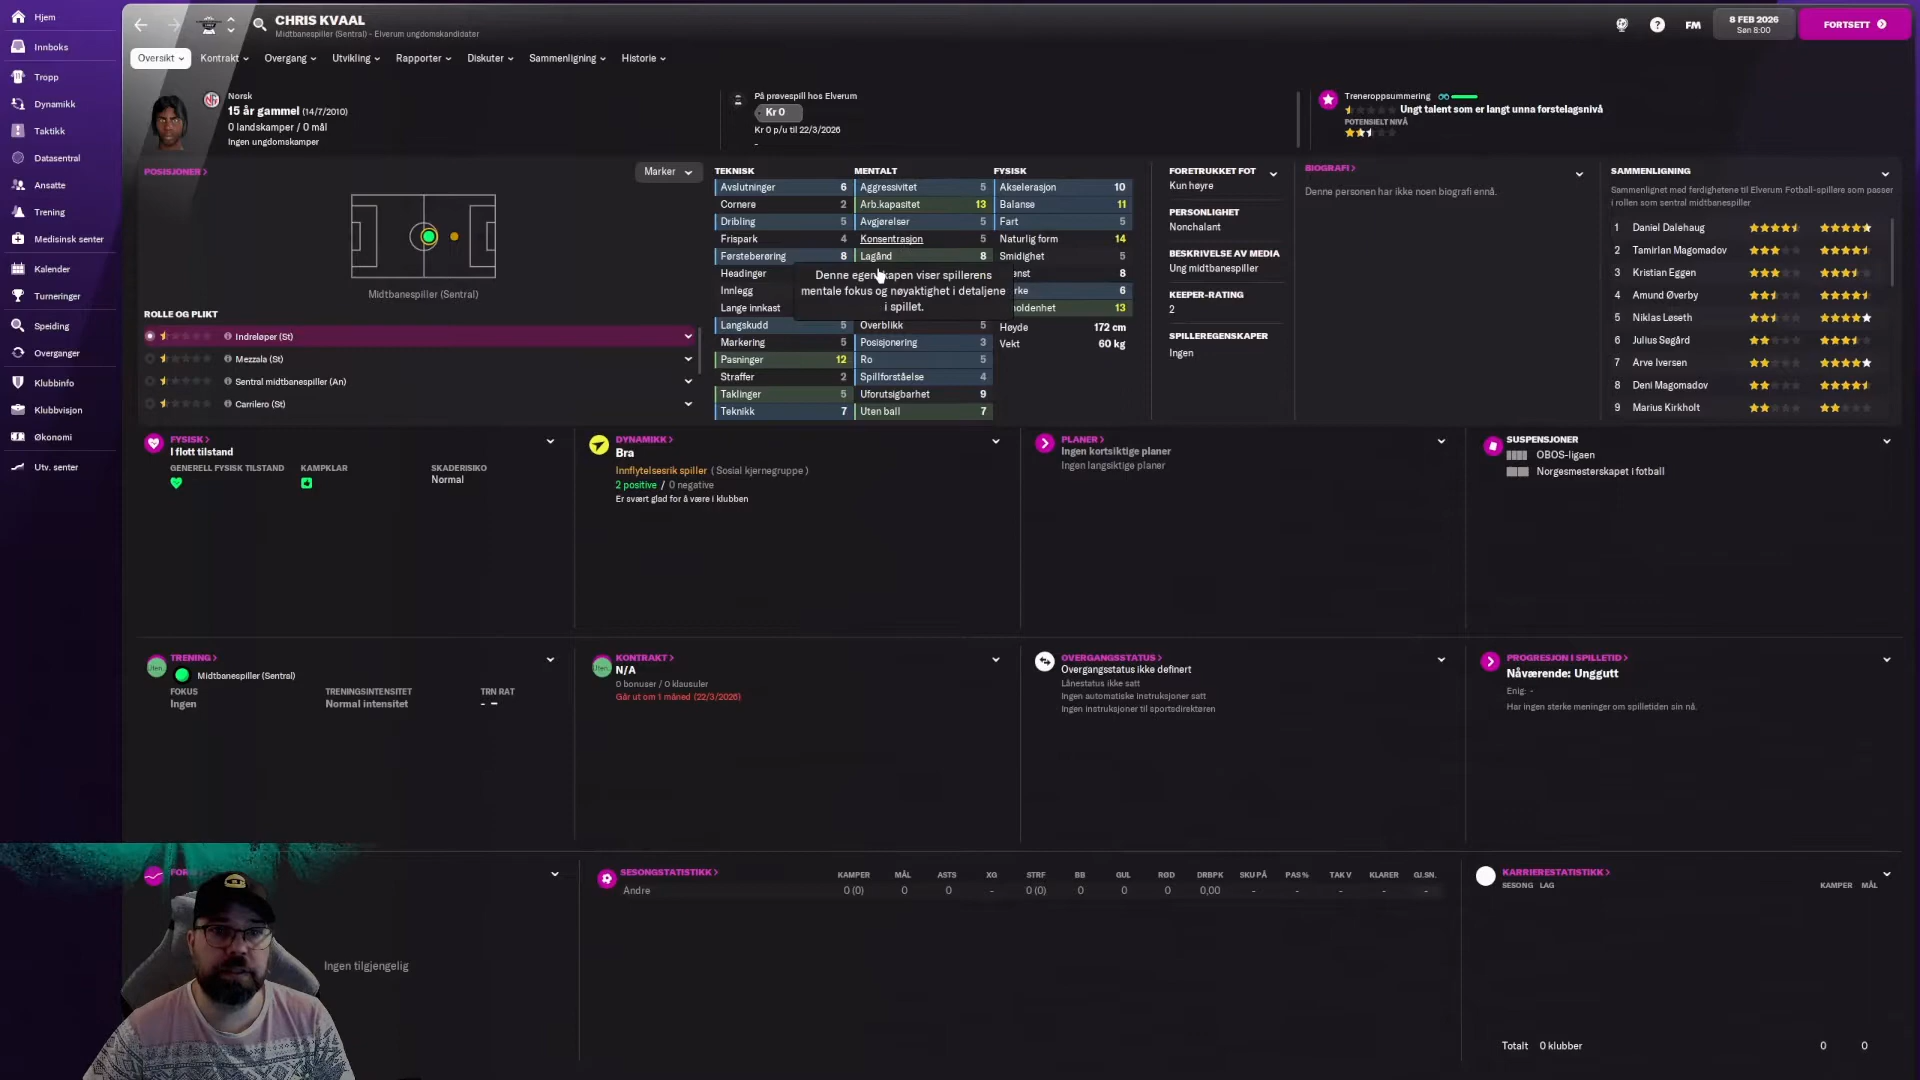 Hjem
Innboks
Tropp
Dynamikk
Taktikk
Datasentral
Ansatte
Trening
Medisinsk senter
Kalender
Turneringer
Speiding
Overganger
Klubbinfo
Klubbvisjon
Økonomi
Utv. senter
CHRIS KVAAL
Midtbanespiller (Sentral) - Elverum ungdomskandidater
FM
8 FEB 2026
Søn 8:00
FORTSETT
Oversikt Kontrakt Overgang Utvikling Rapporter Diskuter Sammenligning Historie
Norsk
15 år gammel (14/7/2010)
0 landskamper / 0 mål
Ingen ungdomskamper
På prøvespill hos Elverum
Kr 0
Kr 0 p/u til 22/3/2026
-
Treneroppsummering
Ungt talent som er langt unna førstelagsnivå
POTENSIELT NIVÅ
POSISJONER
Marker
Midtbanespiller (Sentral)
ROLLE OG PLIKT
Indreløper (St)
Mezzala (St)
Sentral midtbanespiller (An)
Carrilero (St)
TEKNISK
Avslutninger 6
Cornere 2
Dribling 5
Frispark 4
Førsteberøring 8
Headinger
Innlegg
Lange innkast
Langskudd 5
Markering 5
Pasninger 12
Straffer 2
Taklinger 5
Teknikk 7
MENTALT
Aggressivitet 5
Arb.kapasitet 13
Avgjørelser 5
Konsentrasjon 5
Lagånd 8
Denne egenskapen viser spillerens
mentale fokus og nøyaktighet i detaljene
i spillet.
Overblikk 5
Posisjonering 3
Ro 5
Spillforståelse 4
Uforutsigbarhet 9
Uten ball 7
FYSISK
Akselerasjon 10
Balanse 11
Fart 5
Naturlig form 14
Smidighet 5
enst 8
rke 6
holdenhet 13
Høyde 172 cm
Vekt 60 kg
FORETRUKKET FOT
Kun høyre
PERSONLIGHET
Nonchalant
BESKRIVELSE AV MEDIA
Ung midtbanespiller
KEEPER-RATING
2
SPILLEREGENSKAPER
Ingen
BIOGRAFI
Denne personen har ikke noen biografi ennå.
SAMMENLIGNING
Sammenlignet med ferdighetene til Elverum Fotball-spillere som passer
i rollen som sentral midtbanespiller
1 Daniel Dalehaug
2 Tamirlan Magomadov
3 Kristian Eggen
4 Amund Øverby
5 Niklas Løseth
6 Julius Søgård
7 Arve Iversen
8 Deni Magomadov
9 Marius Kirkholt
FYSISK
I flott tilstand
GENERELL FYSISK TILSTAND KAMPKLAR SKADERISIKO
Normal
DYNAMIKK
Bra
Innflytelsesrik spiller ( Sosial kjernegruppe )
2 positive / 0 negative
Er svært glad for å være i klubben
PLANER
Ingen kortsiktige planer
Ingen langsiktige planer
SUSPENSJONER
OBOS-ligaen
Norgesmesterskapet i fotball
TRENING
Midtbanespiller (Sentral)
FOKUS TRENINGSINTENSITET TRN RAT
Ingen Normal intensitet - -
KONTRAKT
N/A
0 bonuser / 0 klausuler
Går ut om 1 måned (22/3/2026)
OVERGANGSSTATUS
Overgangsstatus ikke definert
Lånestatus ikke satt
Ingen automatiske instruksjoner satt
Ingen instruksjoner til sportsdirektøren
PROGRESJON I SPILLETID
Nåværende: Unggutt
Enig: -
Har ingen sterke meninger om spilletiden sin nå.
FOR
Ingen tilgjengelig
SESONGSTATISTIKK KAMPER MÅL ASTS XG STRF BB GUL RØD DRBPK SKU PÅ PAS % TAK V KLARER GJ.SN.
Andre 0 (0) 0 0 - 0 (0) 0 0 0 0,00 - - - - -
KARRIERESTATISTIKK
SESONG LAG KAMPER MÅL
Totalt 0 klubber 0 0